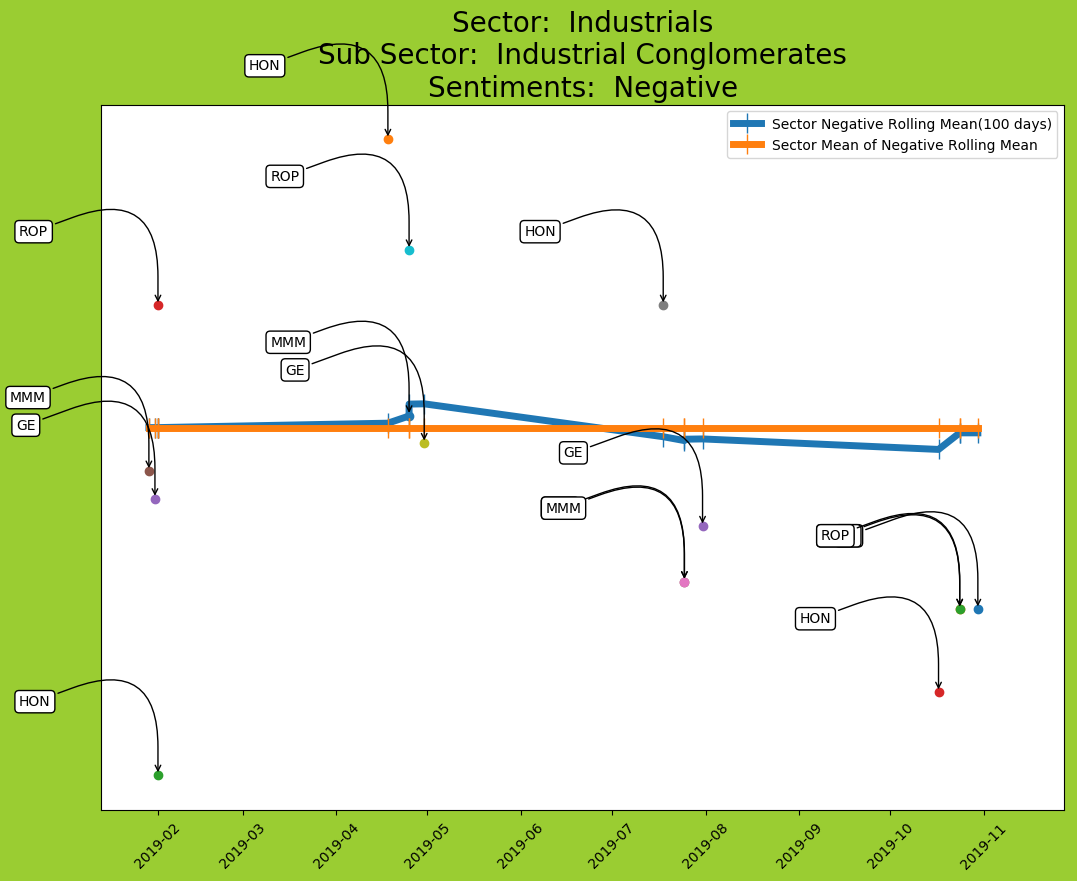 Sector:  Industrials
Sub Sector:  Industrial Conglomerates
Sentiments:  Negative
HON
Sector Negative Rolling Mean(100 days)
Sector Mean of Negative Rolling Mean
ROP
ROP
HON
MMM
GE
MMM
GE
GE
MMM
ROP
HON
HON
2019-02
2019-03
2019-04
2019-05
2019-06
2019-07
2019-08
2019-09
2019-10
2019-11